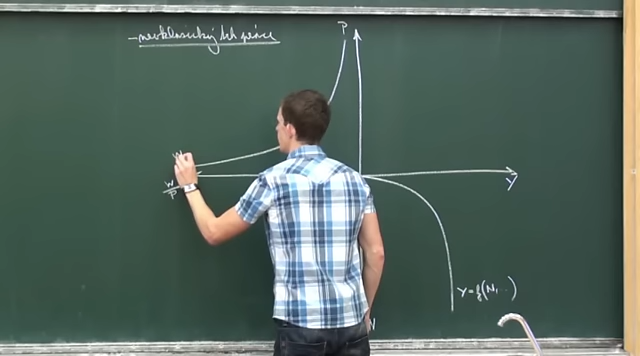 - neoklasický trh práce
P
W
W/P
Y
Y = f(N, ..)
N